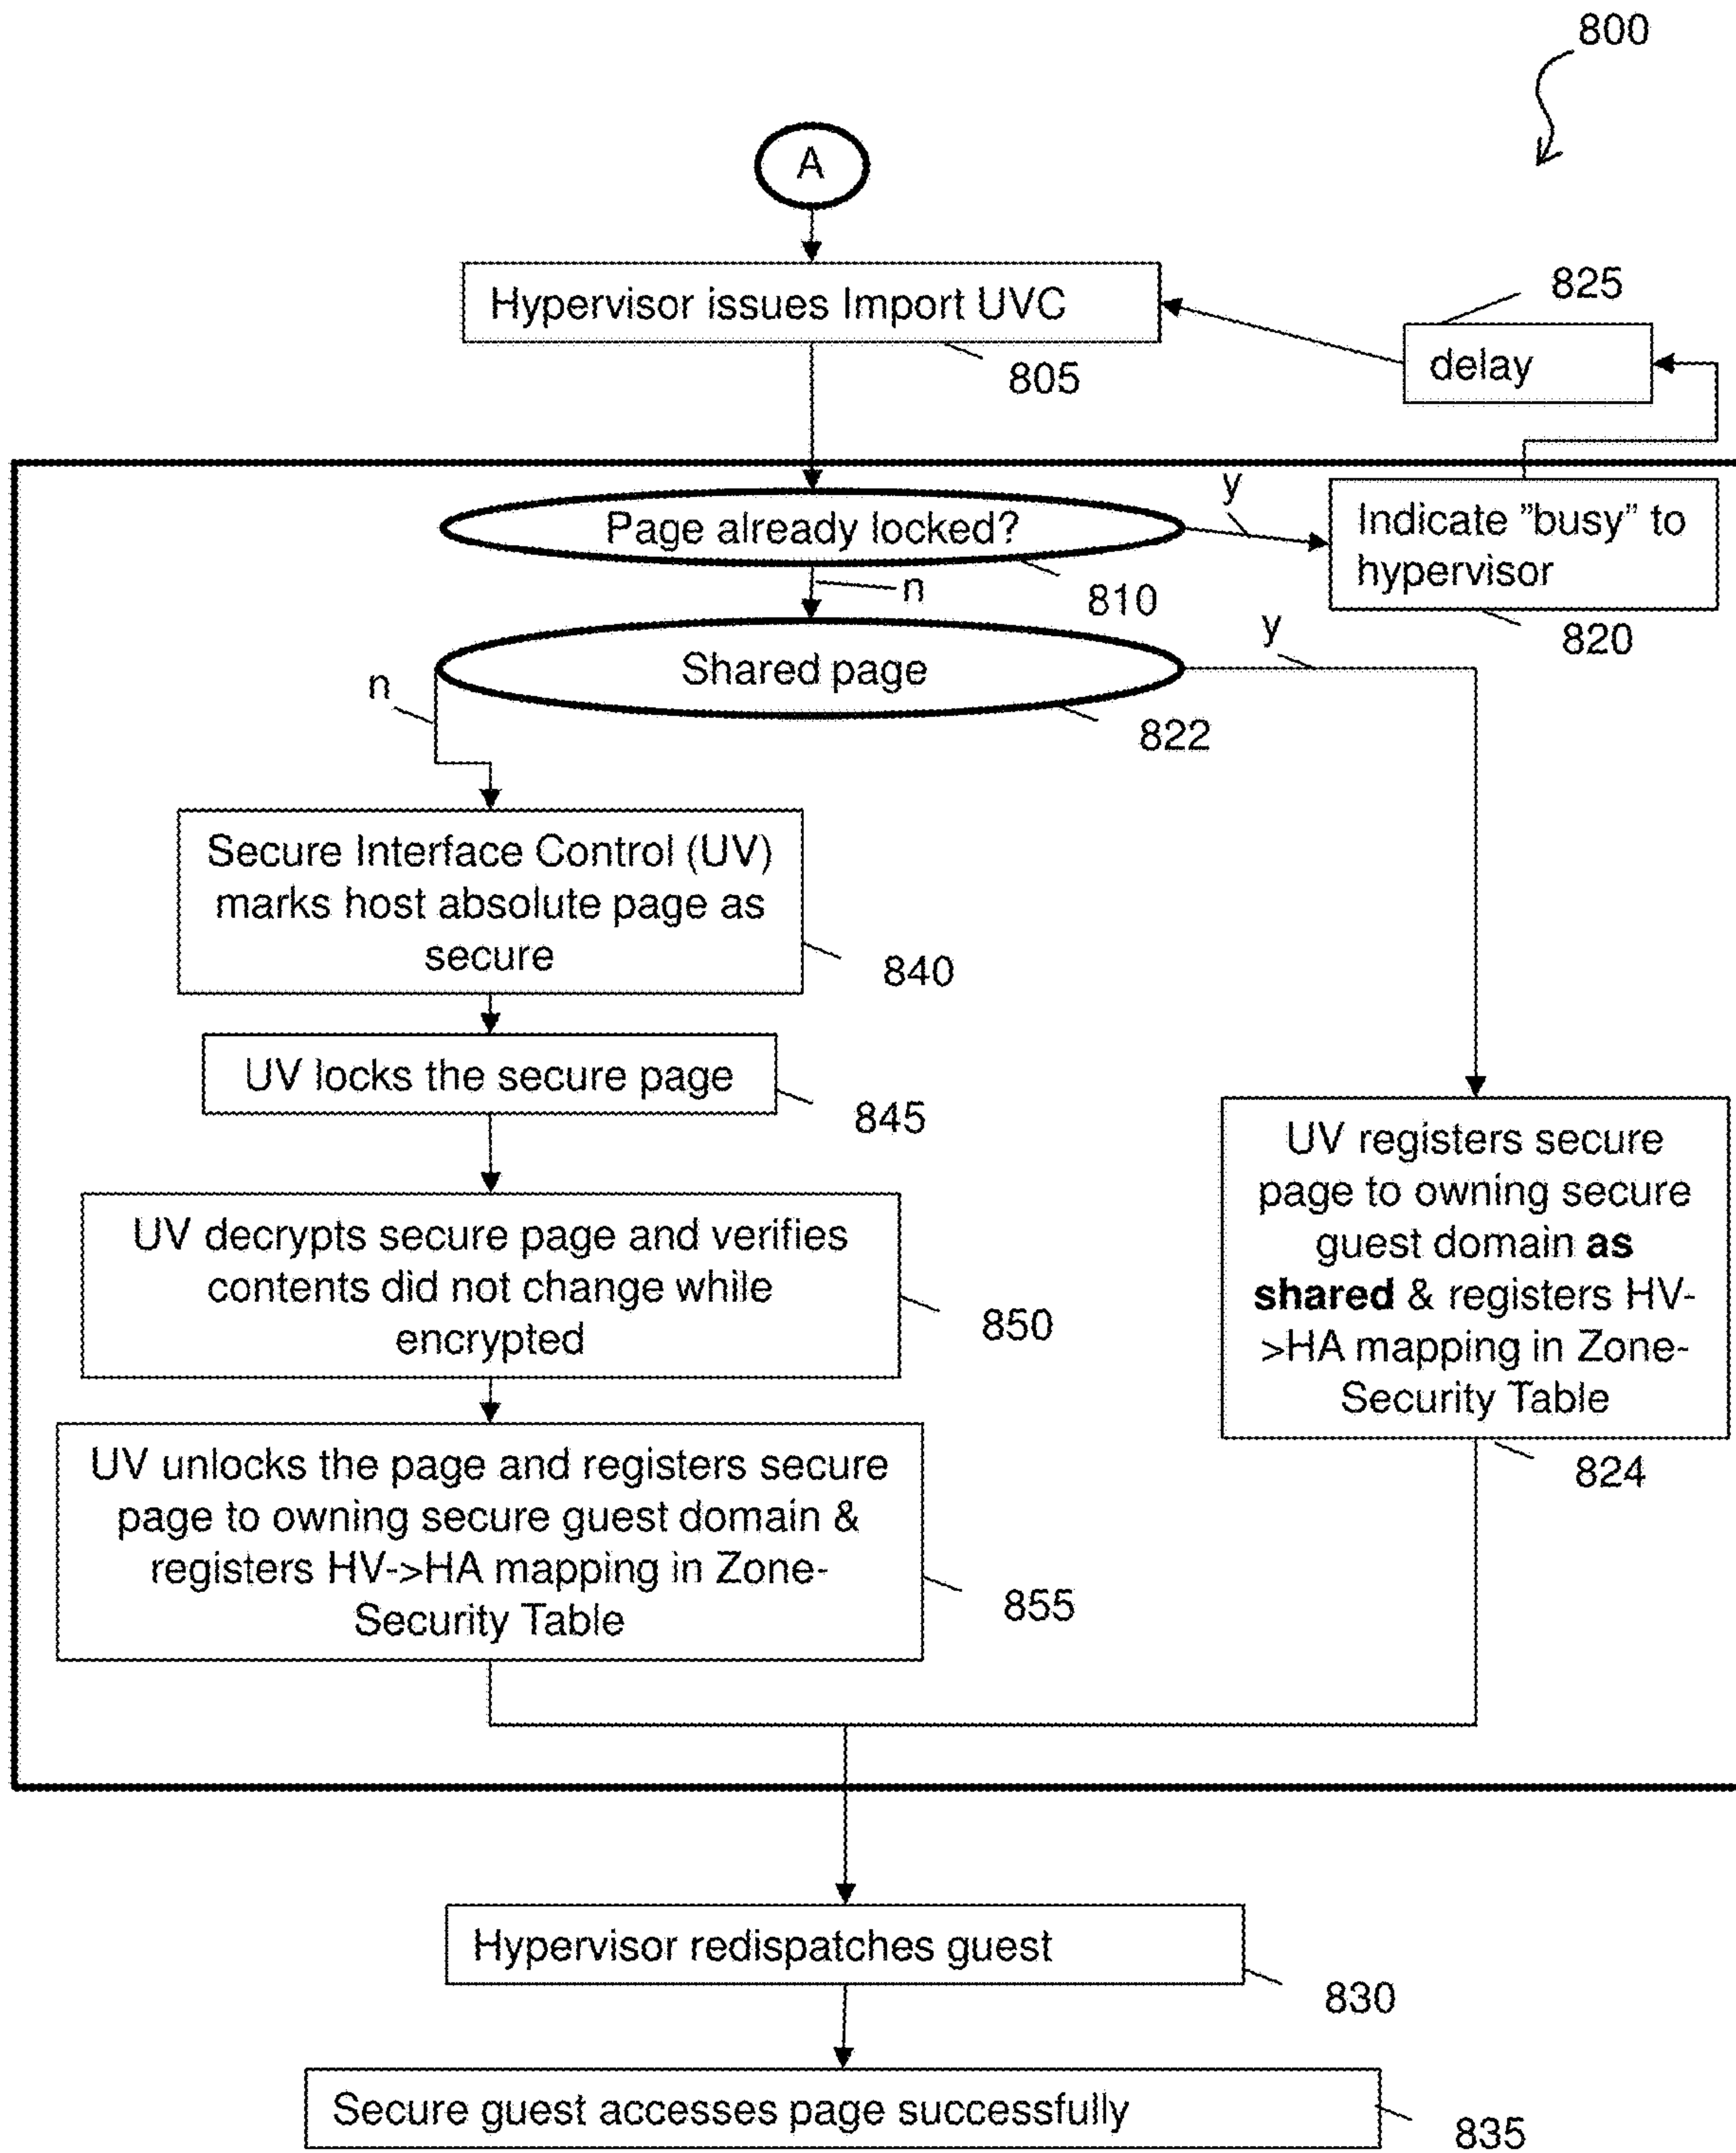 800
A
Hypervisor issues Import UVC
805
825
delay
Page already locked?
y
n
810
Indicate ”busy” to
hypervisor
820
Shared page
y
n
822
Secure Interface Control (UV)
marks host absolute page as
secure
840
UV locks the secure page
845
UV decrypts secure page and verifies
contents did not change while
encrypted
850
UV unlocks the page and registers secure
page to owning secure guest domain &
registers HV->HA mapping in Zone-
Security Table
855
UV registers secure
page to owning secure
guest domain as
shared & registers HV-
>HA mapping in Zone-
Security Table
824
Hypervisor redispatches guest
830
Secure guest accesses page successfully
835